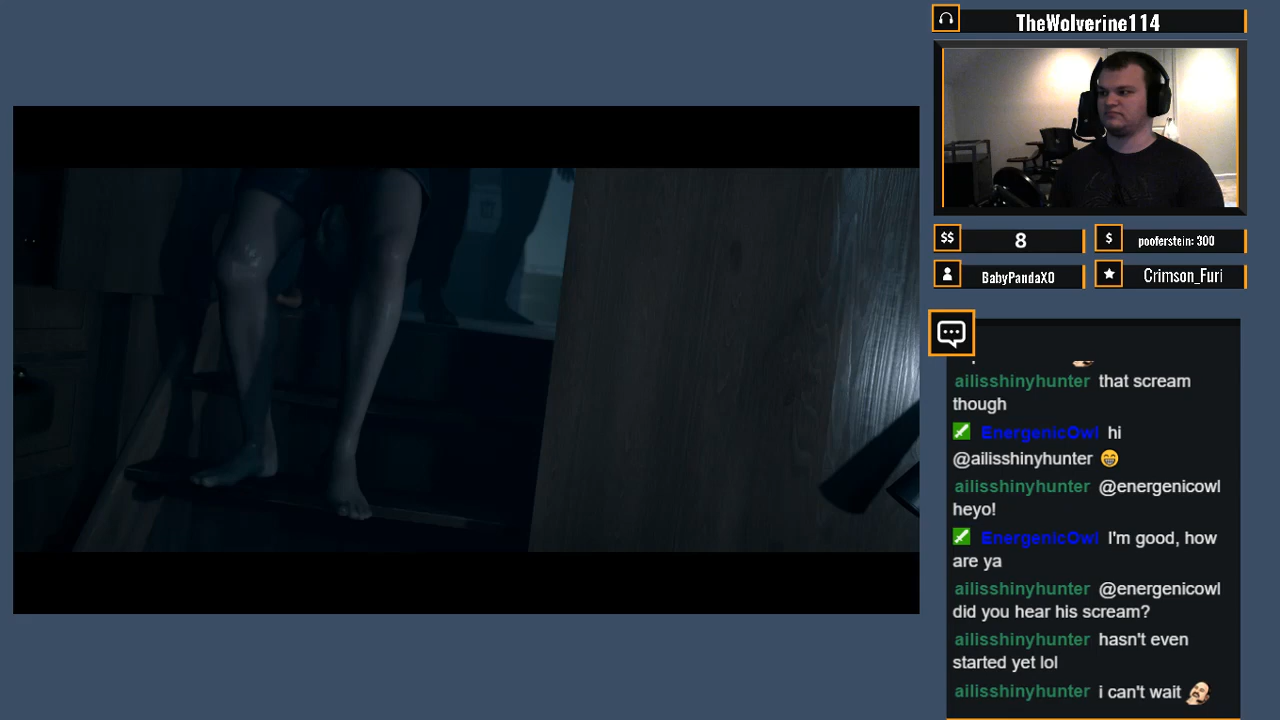 TheWolverine114
$$ 8 $ pooferstein: 300
BabyPandaXO Crimson_Furi
ailisshinyhunter that scream
though
EnergenicOwl hi
@ailisshinyhunter
ailisshinyhunter @energenicowl
heyo!
EnergenicOwl I'm good, how
are ya
ailisshinyhunter @energenicowl
did you hear his scream?
ailisshinyhunter hasn't even
started yet lol
ailisshinyhunter i can't wait